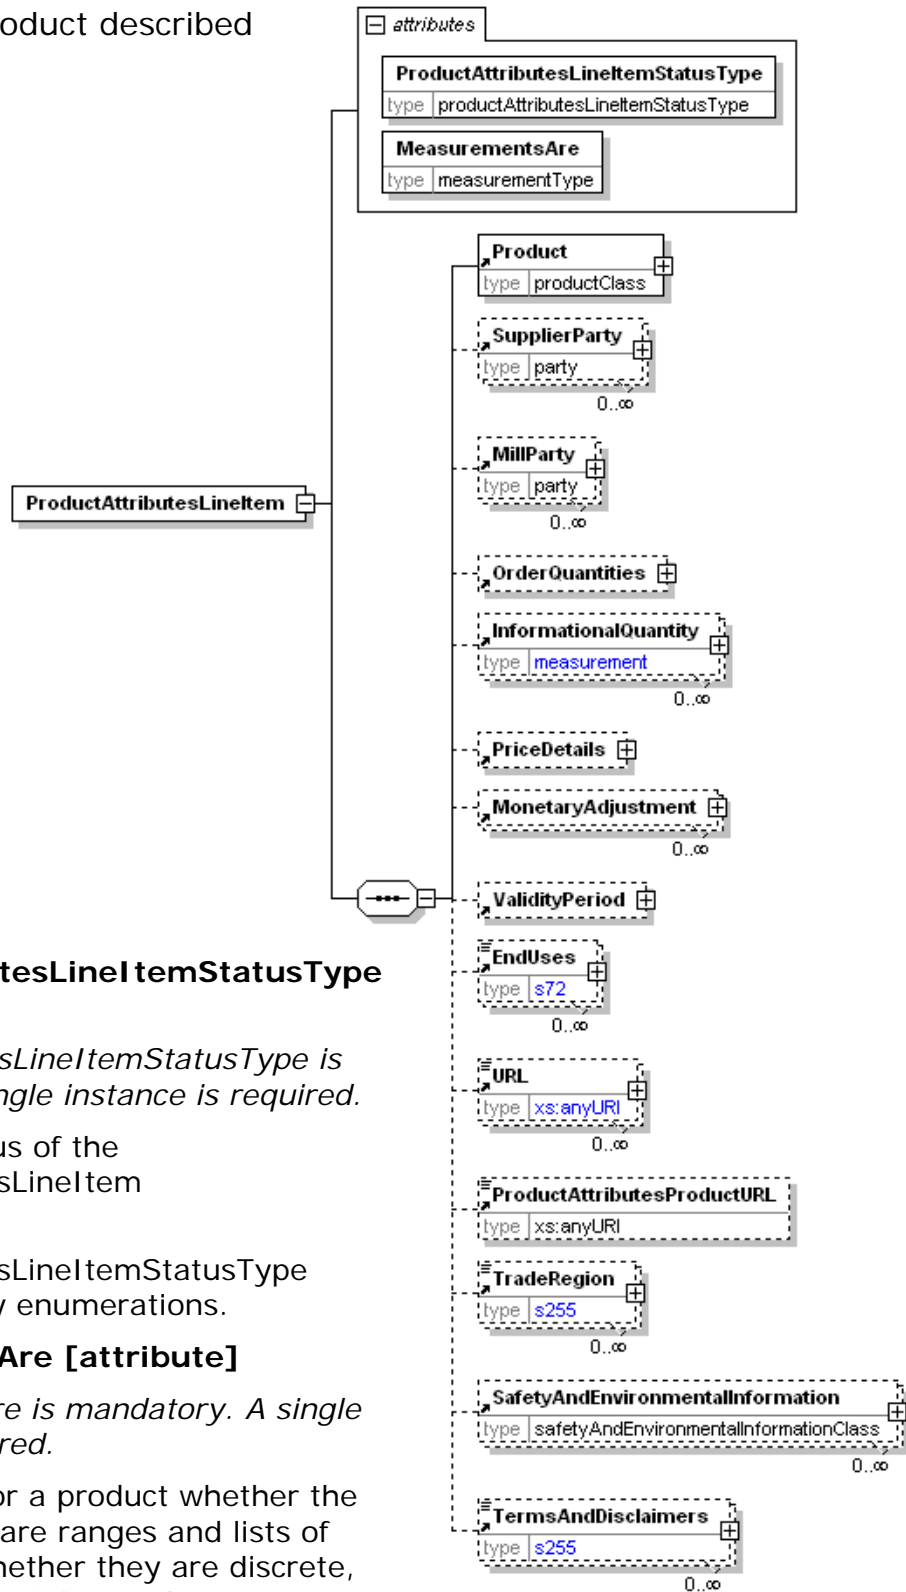 oduct described
attributes
ProductAttributesLineItemStatusType
type productAttributesLineItemStatusType
MeasurementsAre
type measurementType
Product
type productClass
SupplierParty
type party
0..∞
MillParty
type party
0..∞
ProductAttributesLineItem
OrderQuantities
InformationalQuantity
type measurement
0..∞
PriceDetails
MonetaryAdjustment
0..∞
ValidityPeriod
EndUses
type s72
0..∞
URL
type xs:anyURI
0..∞
ProductAttributesProductURL
type xs:anyURI
TradeRegion
type s255
0..∞
SafetyAndEnvironmentalInformation
type safetyAndEnvironmentalInformationClass
0..∞
TermsAndDisclaimers
type s255
0..∞
tesLineItemStatusType
sLineItemStatusType is
ngle instance is required.
us of the
sLineItem
sLineItemStatusType
y enumerations.
Are [attribute]
re is mandatory. A single
red.
or a product whether the
are ranges and lists of
hether they are discrete,